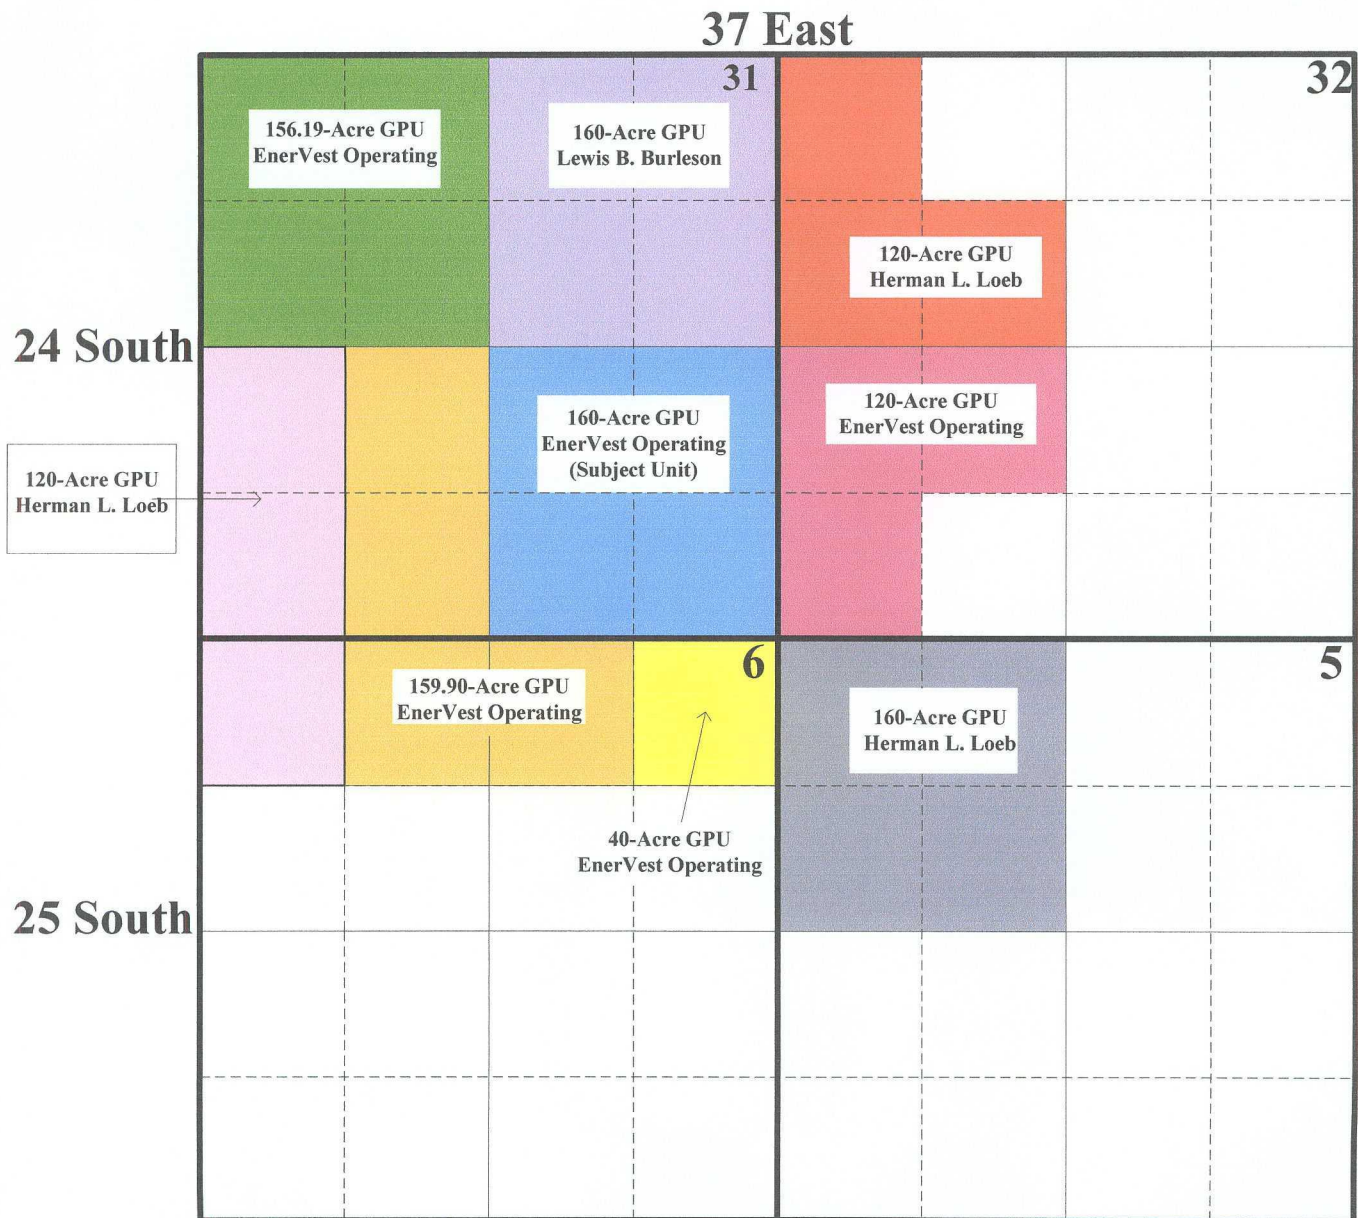 37 East
31
32
156.19-Acre GPU
EnerVest Operating
160-Acre GPU
Lewis B. Burleson
120-Acre GPU
Herman L. Loeb
24 South
160-Acre GPU
EnerVest Operating
(Subject Unit)
120-Acre GPU
EnerVest Operating
120-Acre GPU
Herman L. Loeb
6
5
159.90-Acre GPU
EnerVest Operating
160-Acre GPU
Herman L. Loeb
40-Acre GPU
EnerVest Operating
25 South